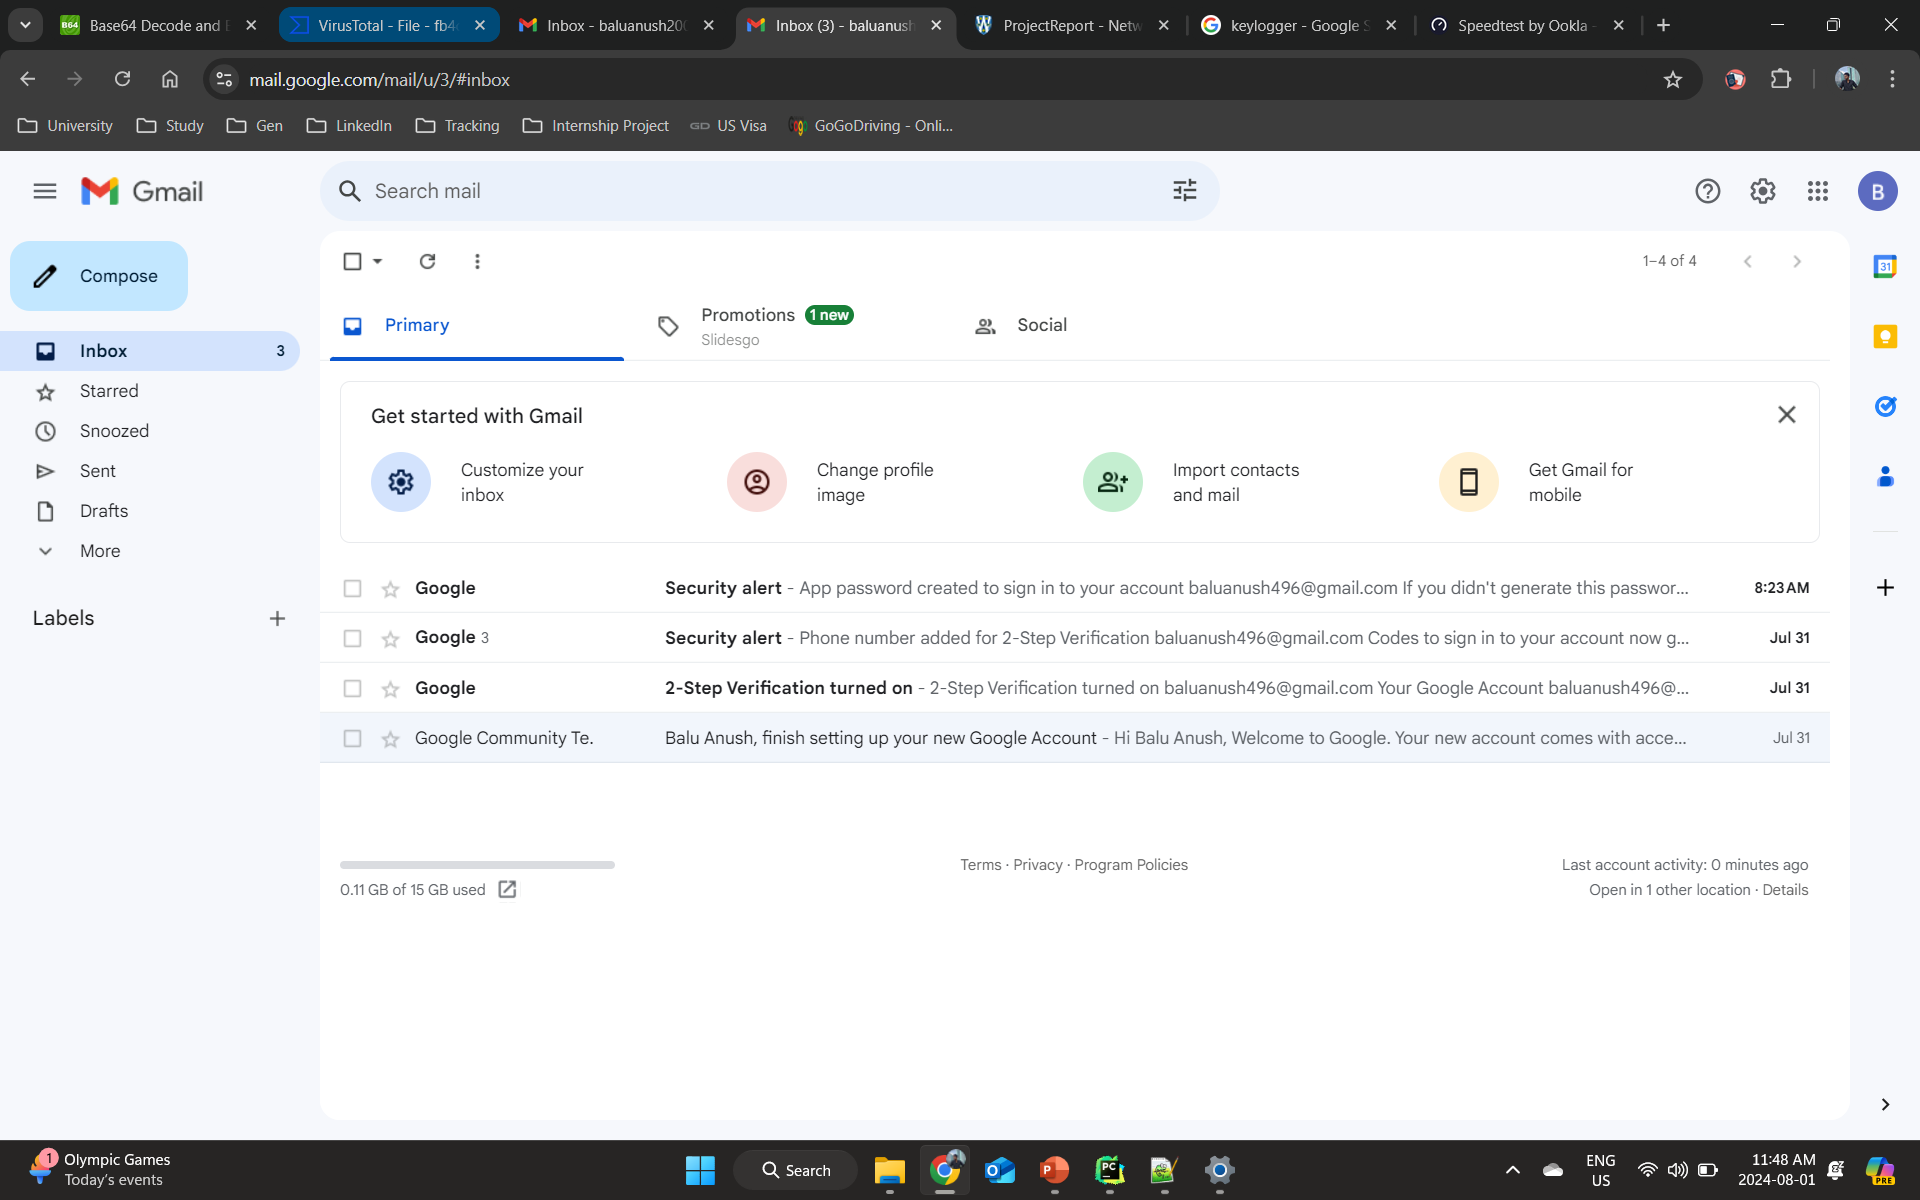 Base64 Decode and E
VirusTotal - File - fb4
Inbox - baluanush200
Inbox (3) - baluanush
ProjectReport - Netw
keylogger - Google S
Speedtest by Ookla -
mail.google.com/mail/u/3/#inbox
University
Study
Gen
LinkedIn
Tracking
Internship Project
US Visa
GoGoDriving - Onli...
Gmail
Search mail
B
Compose
1–4 of 4
Primary
Promotions 1 new
Slidesgo
Social
Inbox 3
Starred
Snoozed
Sent
Drafts
More
Labels
Get started with Gmail
Customize your
inbox
Change profile
image
Import contacts
and mail
Get Gmail for
mobile
Google Security alert - App password created to sign in to your account baluanush496@gmail.com If you didn't generate this passwor... 8:23 AM
Google 3 Security alert - Phone number added for 2-Step Verification baluanush496@gmail.com Codes to sign in to your account now g... Jul 31
Google 2-Step Verification turned on - 2-Step Verification turned on baluanush496@gmail.com Your Google Account baluanush496@... Jul 31
Google Community Te. Balu Anush, finish setting up your new Google Account - Hi Balu Anush, Welcome to Google. Your new account comes with acce... Jul 31
0.11 GB of 15 GB used
Terms · Privacy · Program Policies
Last account activity: 0 minutes ago
Open in 1 other location · Details
1
Olympic Games
Today's events
Search
ENG
US
11:48 AM
2024-08-01